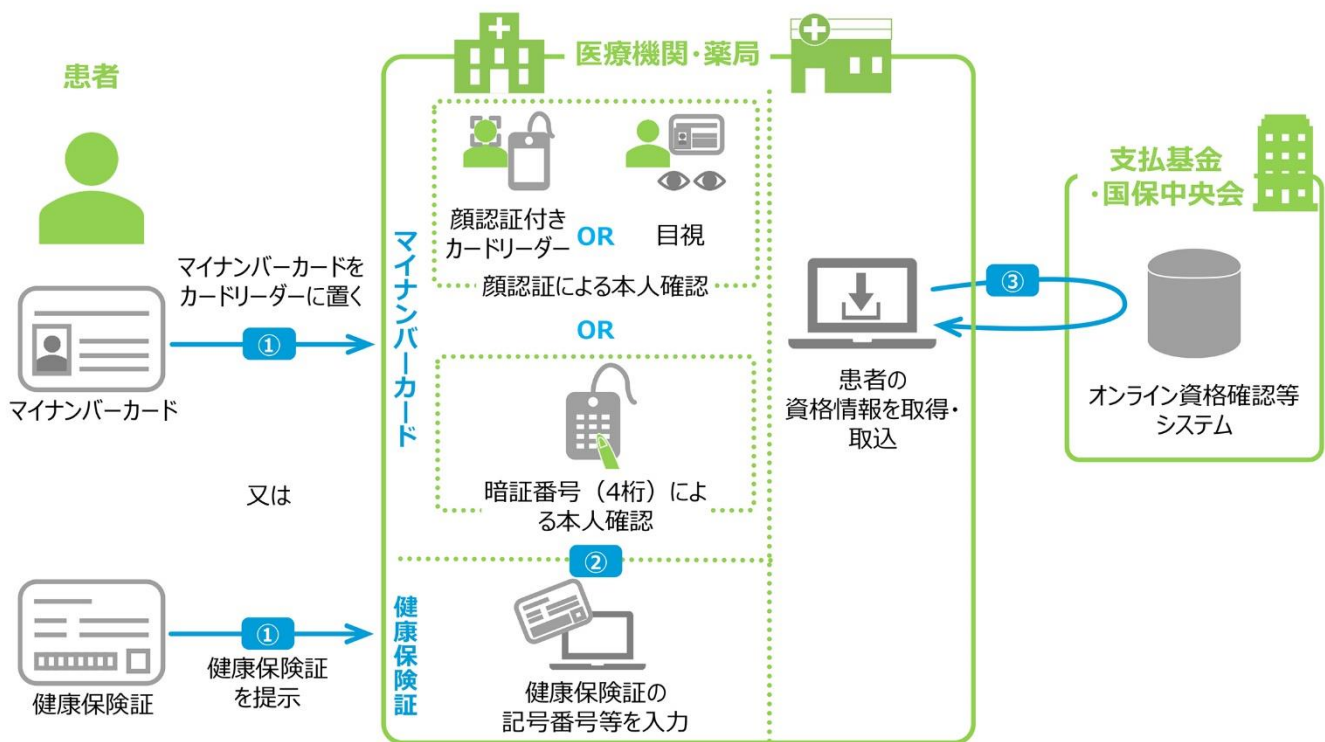 患者
医療機関・薬局
支払基金
・国保中央会
マイナンバーカードを
カードリーダーに置く
①
マイナンバーカード
又は
①
健康保険証
を提示
健康保険証
マイナンバーカード
顔認証付き
カードリーダー
OR
目視
顔認証による本人確認
OR
暗証番号（4桁）によ
る本人確認
②
健康保険証
健康保険証の
記号番号等を入力
患者の
資格情報を取得・
取込
③
オンライン資格確認等
システム